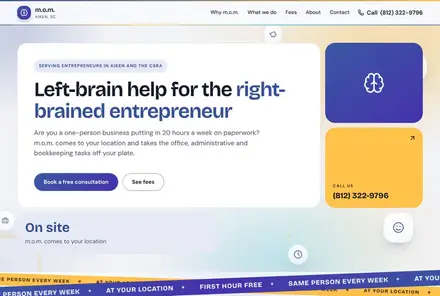 m.o.m.
AIKEN, SC
Why m.o.m. What we do Fees About Contact Call (812) 322-9796
SERVING ENTREPRENEURS IN AIKEN AND THE CSRA
Left-brain help for the right-
brained entrepreneur
Are you a one-person business putting in 20 hours a week on paperwork?
m.o.m. comes to your location and takes the office, administrative and
bookkeeping tasks off your plate.
Book a free consultation See fees
CALL US
(812) 322-9796
On site
m.o.m. comes to your location
PERSON EVERY WEEK AT YOUR LOCATION FIRST HOUR FREE SAME PERSON EVERY WEEK AT YOUR
PERSON EVERY WEEK AT YOUR LOCATION